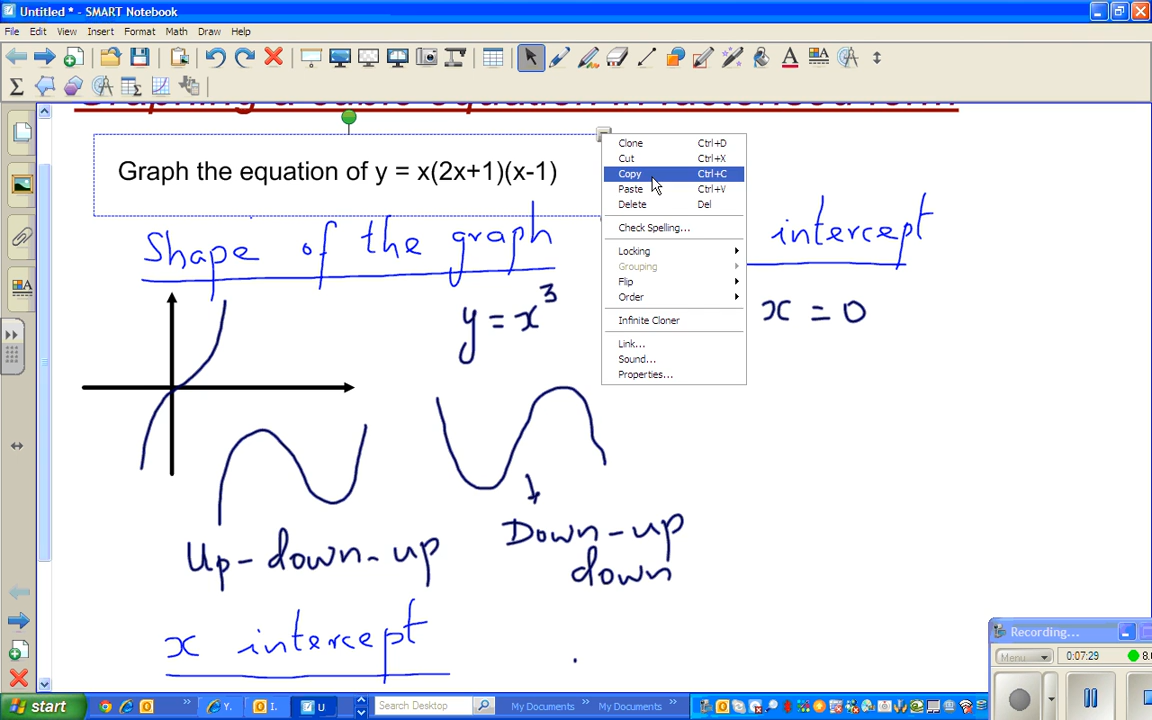 Untitled * - SMART Notebook
File Edit View Insert Format Math Draw Help
Graph the equation of y = x(2x+1)(x-1)
Clone Ctrl+D
Cut Ctrl+X
Copy Ctrl+C
Paste Ctrl+V
Delete Del
Check Spelling...
Locking
Grouping
Flip
Order
Infinite Cloner
Link...
Sound...
Properties...
Shape of the graph
intercept
y = x³
x = 0
Up-down-up
Down-up
down
x intercept
Recording...
Menu 0:07:29 8.
start Y. I. U Search Desktop My Documents My Documents